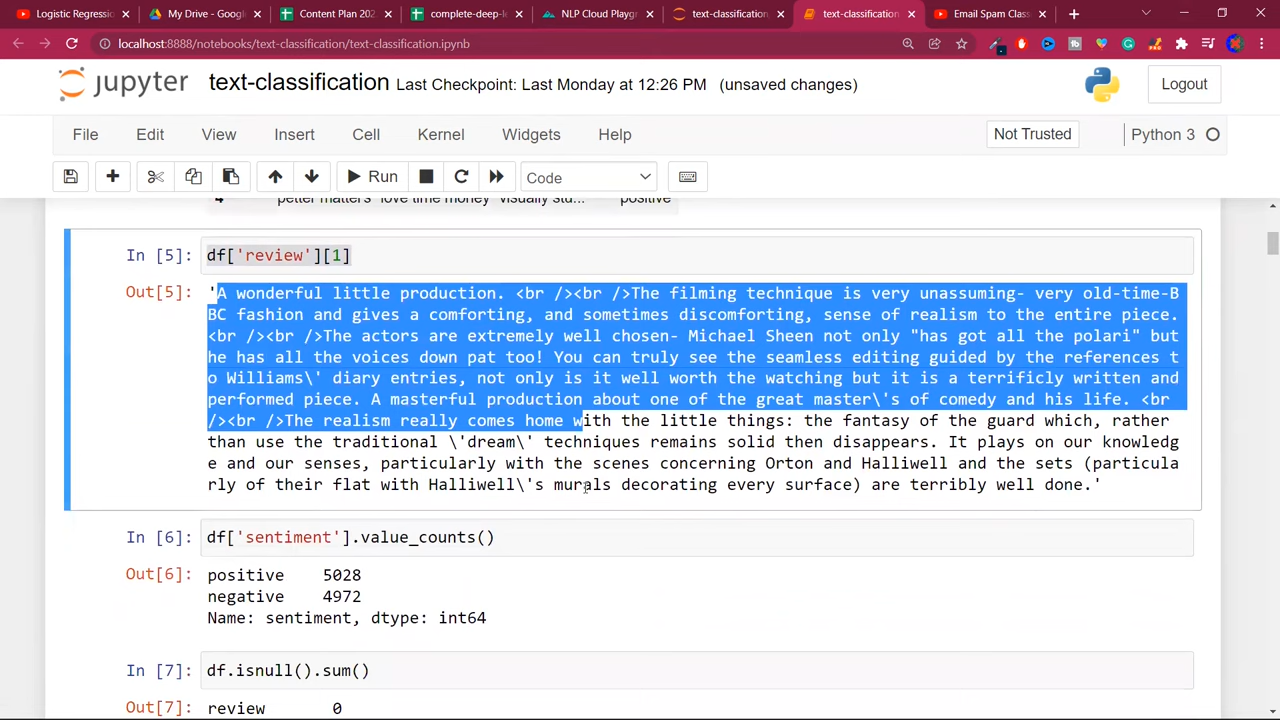 Logistic Regressi
My Drive - Googl
Content Plan 202
complete-deep-l
NLP Cloud Playgr
text-classification
text-classification
Email Spam Class
localhost:8888/notebooks/text-classification/text-classification.ipynb
jupyter text-classification Last Checkpoint: Last Monday at 12:26 PM (unsaved changes)
Logout
File Edit View Insert Cell Kernel Widgets Help
Not Trusted
Python 3
Run
Code
4 petter matters' love time money' visually stu... positive
In [5]: df['review'][1]
Out[5]: 'A wonderful little production. <br /><br />The filming technique is very unassuming- very old-time-B
BC fashion and gives a comforting, and sometimes discomforting, sense of realism to the entire piece.
<br /><br />The actors are extremely well chosen- Michael Sheen not only "has got all the polari" but
he has all the voices down pat too! You can truly see the seamless editing guided by the references t
o Williams\' diary entries, not only is it well worth the watching but it is a terrificly written and
performed piece. A masterful production about one of the great master\'s of comedy and his life. <br
/><br />The realism really comes home with the little things: the fantasy of the guard which, rather
than use the traditional \'dream\' techniques remains solid then disappears. It plays on our knowledg
e and our senses, particularly with the scenes concerning Orton and Halliwell and the sets (particula
rly of their flat with Halliwell\'s murals decorating every surface) are terribly well done.'
In [6]: df['sentiment'].value_counts()
Out[6]: positive 5028
negative 4972
Name: sentiment, dtype: int64
In [7]: df.isnull().sum()
Out[7]: review 0